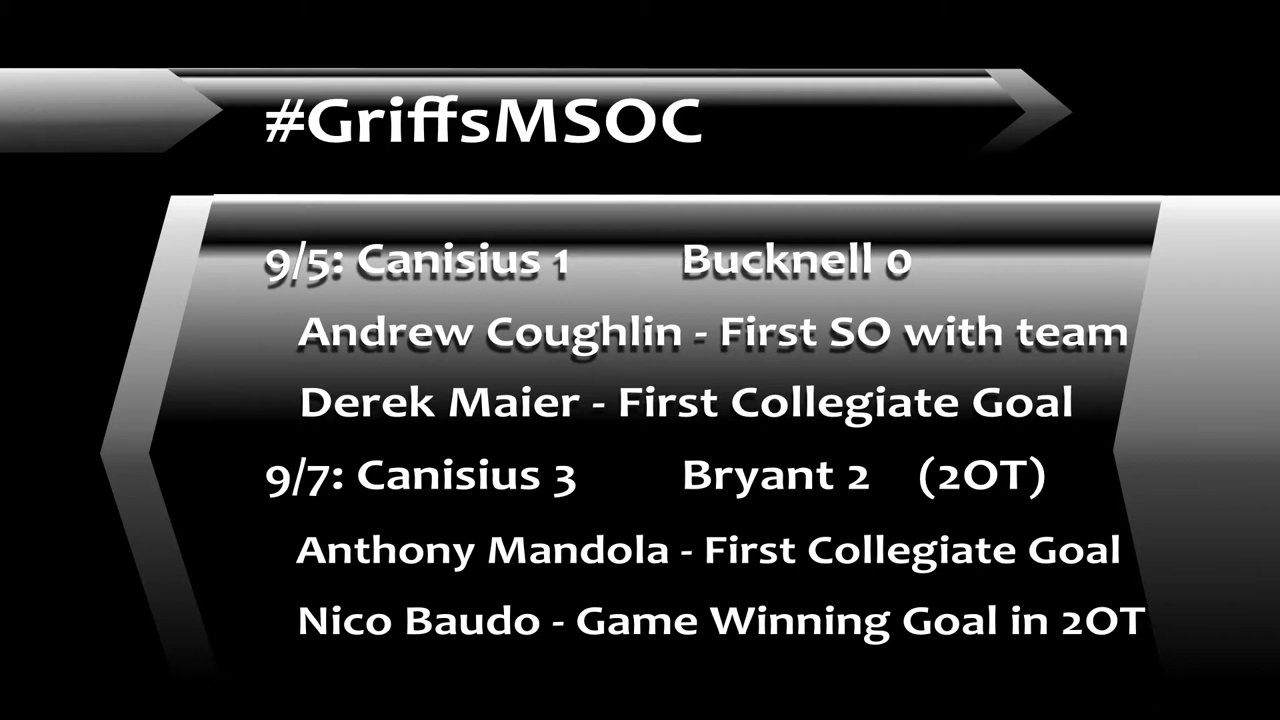 #GriffsMSOC
9/5: Canisius 1 Bucknell 0
Andrew Coughlin - First SO with team
Derek Maier - First Collegiate Goal
9/7: Canisius 3 Bryant 2 (2OT)
Anthony Mandola - First Collegiate Goal
Nico Baudo - Game Winning Goal in 2OT